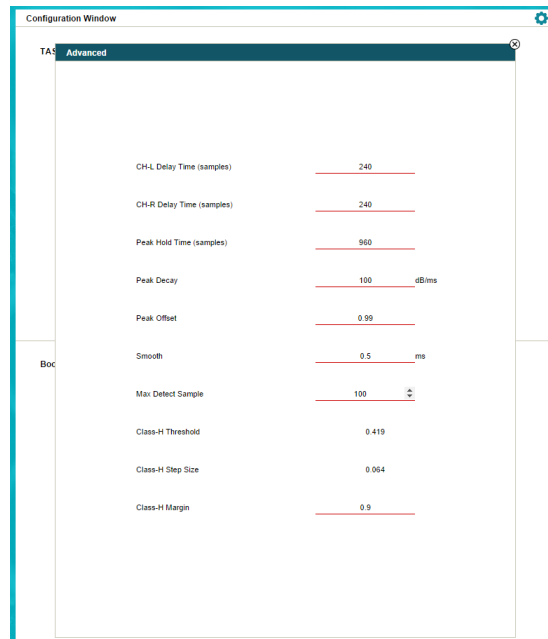 Configuration Window
TAS
Advanced
CH-L Delay Time (samples) 240
CH-R Delay Time (samples) 240
Peak Hold Time (samples) 960
Peak Decay 100 dB/ms
Peak Offset 0.99
Smooth 0.5 ms
Boo
Max Detect Sample 100
Class-H Threshold 0.419
Class-H Step Size 0.064
Class-H Margin 0.9